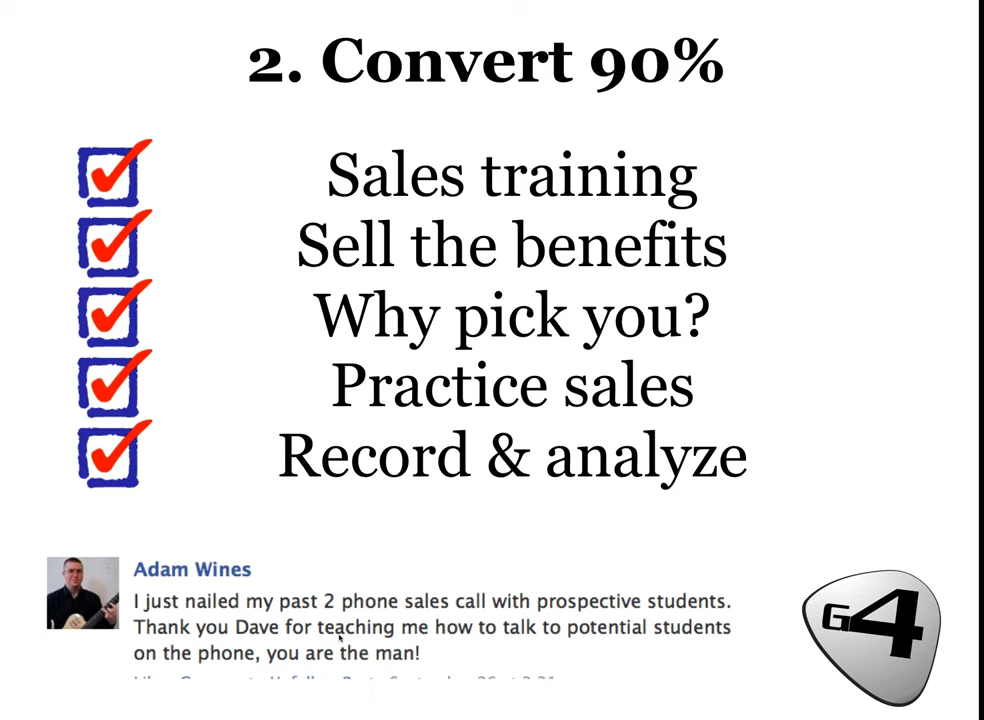 2. Convert 90%
Sales training
Sell the benefits
Why pick you?
Practice sales
Record & analyze
Adam Wines
I just nailed my past 2 phone sales call with prospective students.
Thank you Dave for teaching me how to talk to potential students
on the phone, you are the man!
G4